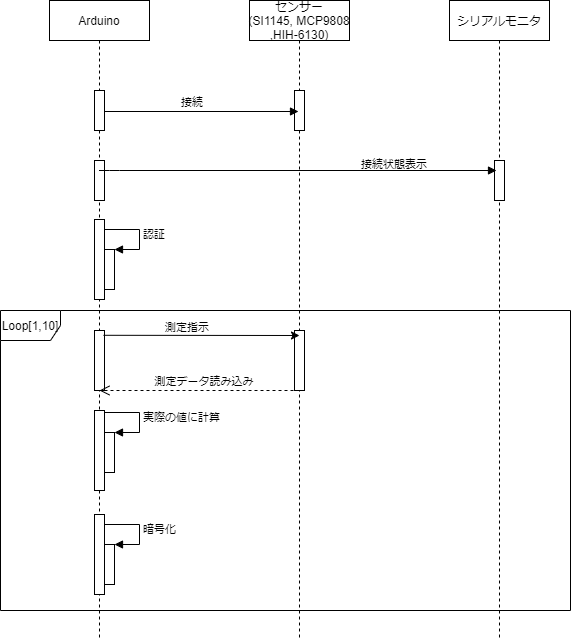 Arduino
センサー
(SI1145, MCP9808
,HIH-6130)
シリアルモニタ
接続
接続状態表示
認証
Loop[1,10]
測定指示
測定データ読み込み
実際の値に計算
暗号化